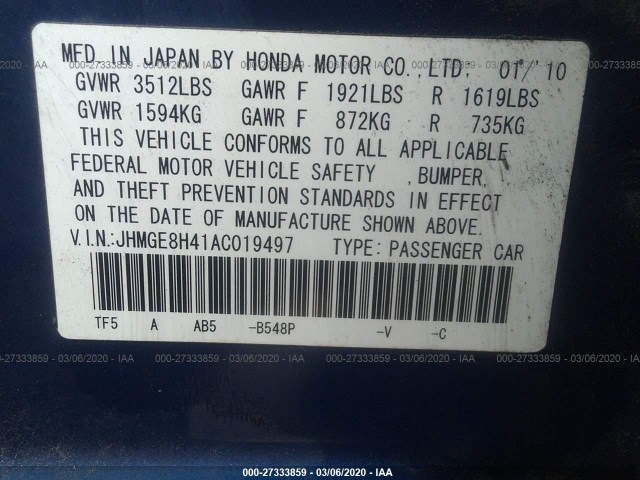 MFD. IN JAPAN BY HONDA MOTOR CO.,LTD. 01/'10
GVWR 3512LBS GAWR F 1921LBS R 1619LBS
GVWR 1594KG GAWR F 872KG R 735KG
THIS VEHICLE CONFORMS TO ALL APPLICABLE
FEDERAL MOTOR VEHICLE SAFETY ,BUMPER,
AND THEFT PREVENTION STANDARDS IN EFFECT
ON THE DATE OF MANUFACTURE SHOWN ABOVE.
V.I.N.:JHMGE8H41AC019497 TYPE:PASSENGER CAR
TF5 A AB5 -B548P -V -C
000-27333859 - 03/06/2020 - IAA